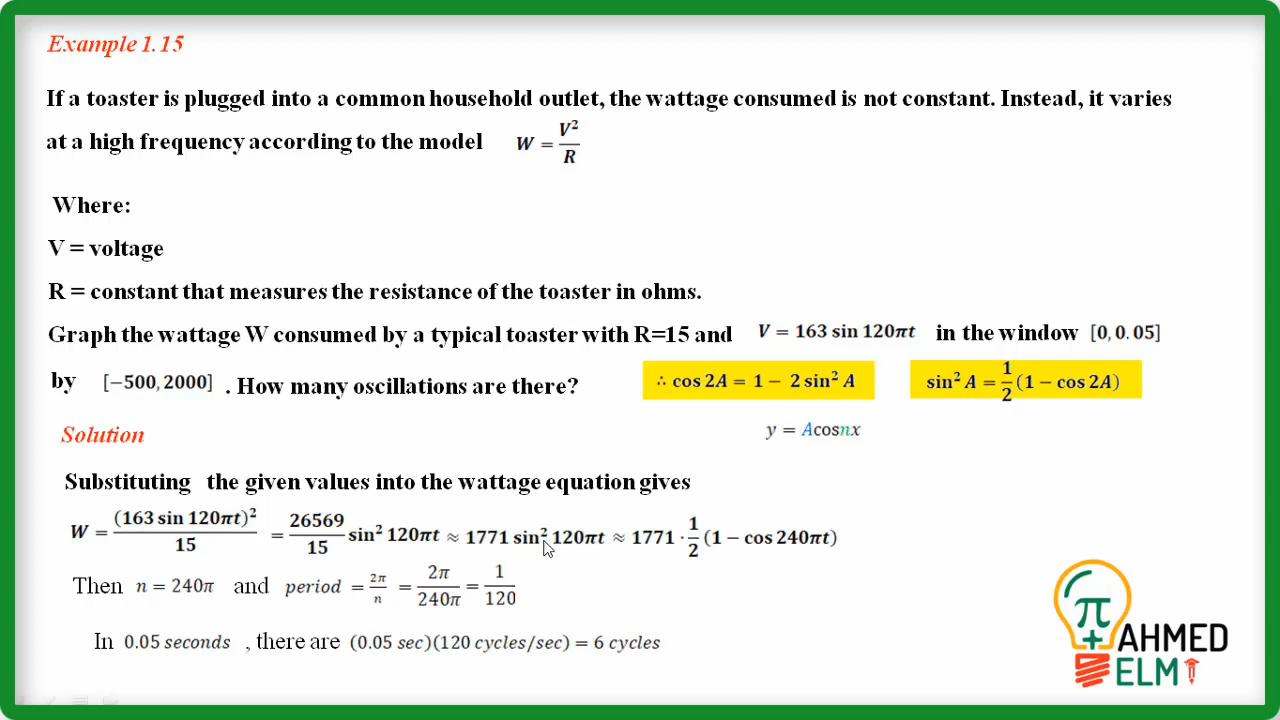 Example 1.15
If a toaster is plugged into a common household outlet, the wattage consumed is not constant. Instead, it varies
at a high frequency according to the model W = V²/R
Where:
V = voltage
R = constant that measures the resistance of the toaster in ohms.
Graph the wattage W consumed by a typical toaster with R=15 and V = 163 sin 120πt in the window [0, 0.05]
by [−500, 2000] . How many oscillations are there? ∴ cos 2A = 1 − 2 sin² A sin² A = 1/2 (1 − cos 2A)
y = Acosnx
Solution
Substituting the given values into the wattage equation gives
W = (163 sin 120πt)²/15 = 26569/15 sin² 120πt ≈ 1771 sin² 120πt ≈ 1771 · 1/2 (1 − cos 240πt)
Then n = 240π and period = 2π/n = 2π/240π = 1/120
In 0.05 seconds , there are (0.05 sec)(120 cycles/sec) = 6 cycles
π
AHMED
ELMI